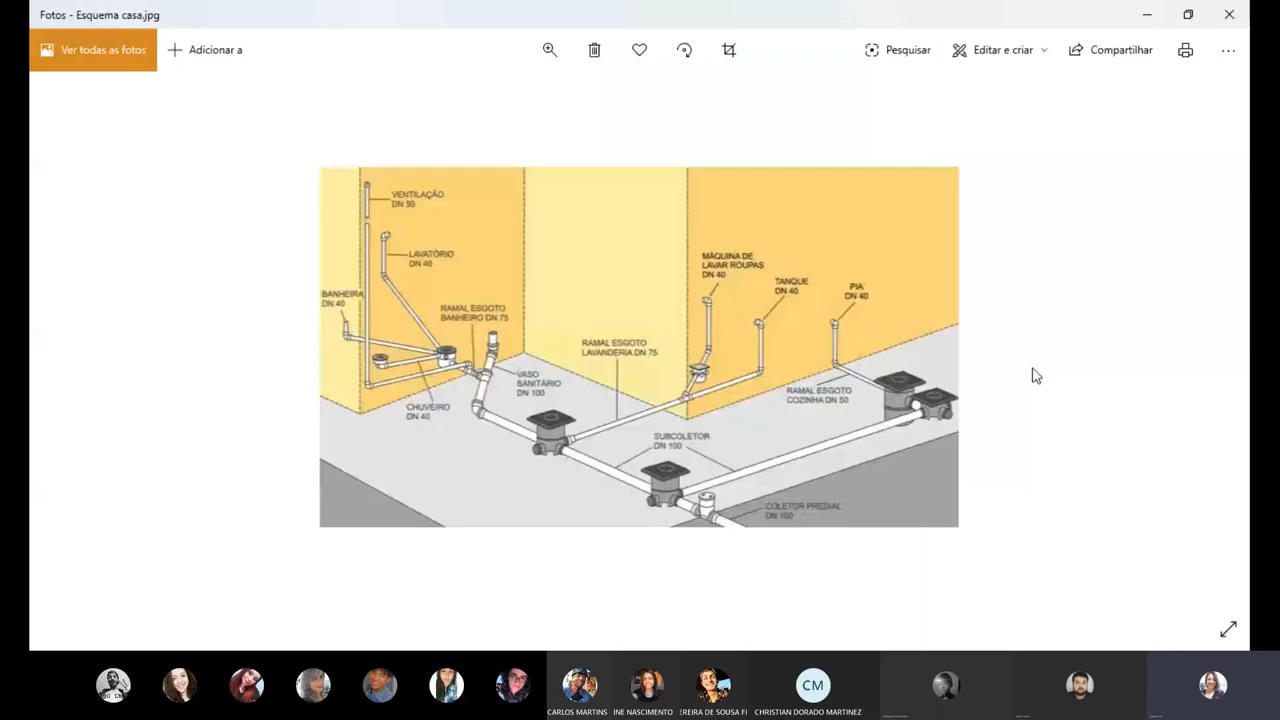 Fotos - Esquema casa.jpg
Ver todas as fotos
Adicionar a
Pesquisar
Editar e criar
Compartilhar
VENTILAÇÃO
DN 50
LAVATÓRIO
DN 40
BANHEIRA
DN 40
RAMAL ESGOTO
BANHEIRO DN 75
VASO
SANITÁRIO
DN 100
CHUVEIRO
DN 40
RAMAL ESGOTO
LAVANDERIA DN 75
MÁQUINA DE
LAVAR ROUPAS
DN 40
TANQUE
DN 40
PIA
DN 40
RAMAL ESGOTO
COZINHA DN 50
SUBCOLETOR
DN 100
COLETOR PREDIAL
DN 100
CARLOS MARTINS
INE NASCIMENTO
EREIRA DE SOUSA FI
CM
CHRISTIAN DORADO MARTINEZ